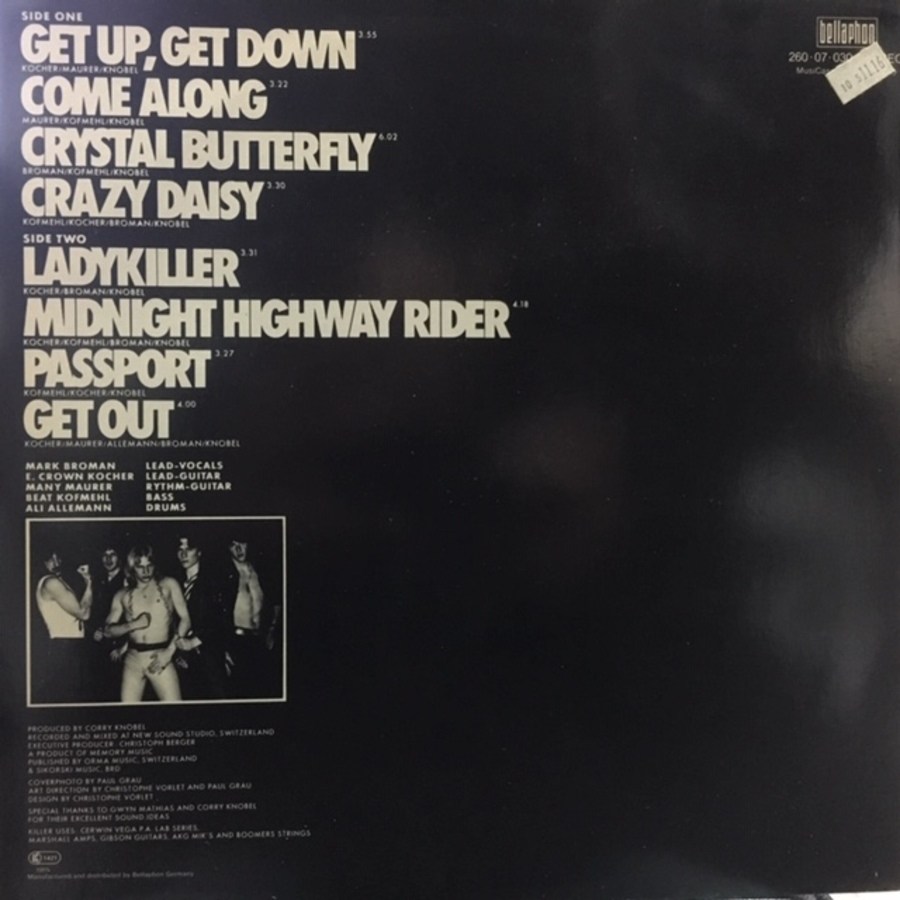 SIDE ONE
GET UP, GET DOWN 3.55
KOCHER/MAURER/KNOBEL
COME ALONG 3.22
MAURER/KOFMEHL/KNOBEL
CRYSTAL BUTTERFLY 6.02
BROMAN/KOFMEHL/KNOBEL
CRAZY DAISY 3.30
KOFMEHL/KOCHER/BROMAN/KNOBEL
SIDE TWO
LADYKILLER 3.31
KOCHER/BROMAN/KNOBEL
MIDNIGHT HIGHWAY RIDER 4.18
KOCHER/KOFMEHL/BROMAN/KNOBEL
PASSPORT 3.27
KOFMEHL/KOCHER/KNOBEL
GET OUT 4.00
KOCHER/MAURER/ALLEMANN/BROMAN/KNOBEL
MARK BROMAN LEAD-VOCALS
E. CROWN KOCHER LEAD-GUITAR
MANY MAURER RYTHM-GUITAR
BEAT KOFMEHL BASS
ALI ALLEMANN DRUMS
PRODUCED BY CORRY KNOBEL
RECORDED AND MIXED AT NEW SOUND STUDIO, SWITZERLAND
EXECUTIVE PRODUCER: CHRISTOPH BERGER
A PRODUCT OF MEMORY MUSIC
PUBLISHED BY ORMA MUSIC, SWITZERLAND
& SIKORSKI MUSIC, BRD
COVERPHOTO BY PAUL GRAU
ART DIRECTION BY CHRISTOPHE VORLET AND PAUL GRAU
DESIGN BY CHRISTOPHE VORLET
SPECIAL THANKS TO GWYN MATHIAS AND CORRY KNOBEL
FOR THEIR EXCELLENT SOUND IDEAS
KILLER USES: CERWIN VEGA P.A. LAB SERIES,
MARSHALL AMPS, GIBSON GUITARS, AKG MIK'S AND BOOMERS STRINGS
1421
Manufactured and distributed by Bellaphon Germany
bellaphon
260·07·030